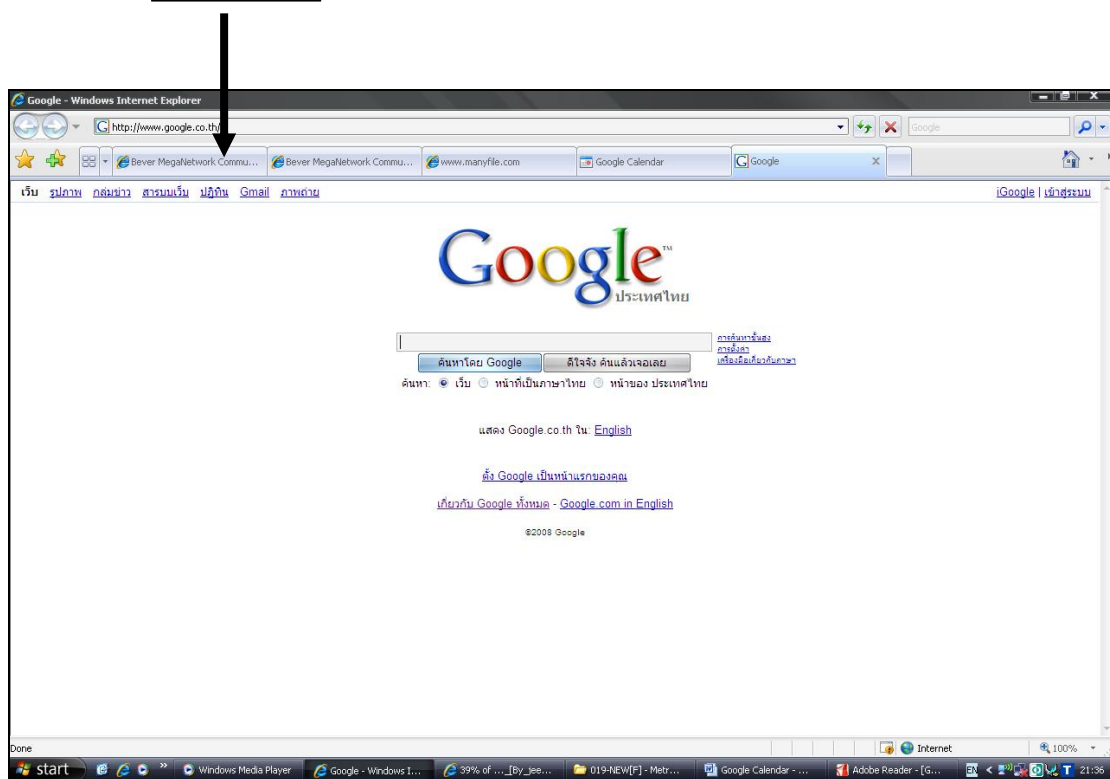 Google - Windows Internet Explorer
http://www.google.co.th/
Google
Bever MegaNetwork Commu... Bever MegaNetwork Commu... www.manyfile.com Google Calendar Google
เว็บ รูปภาพ กลุ่มข่าว สารบบเว็บ ปฏิทิน Gmail ภาพถ่าย iGoogle | เข้าสู่ระบบ
Google™
ประเทศไทย
การค้นหาขั้นสูง
การตั้งค่า
เครื่องมือเกี่ยวกับภาษา
ค้นหาโดย Google ดีใจจัง ค้นแล้วเจอเลย
ค้นหา: เว็บ หน้าที่เป็นภาษาไทย หน้าของ ประเทศไทย
แสดง Google.co.th ใน: English
ตั้ง Google เป็นหน้าแรกของคุณ
เกี่ยวกับ Google ทั้งหมด - Google.com in English
©2008 Google
Done Internet 100%
start Windows Media Player Google - Windows I... 39% of ..._[By_jee... 019-NEW[F] - Metr... Google Calendar - ... Adobe Reader - [G... EN 21:36